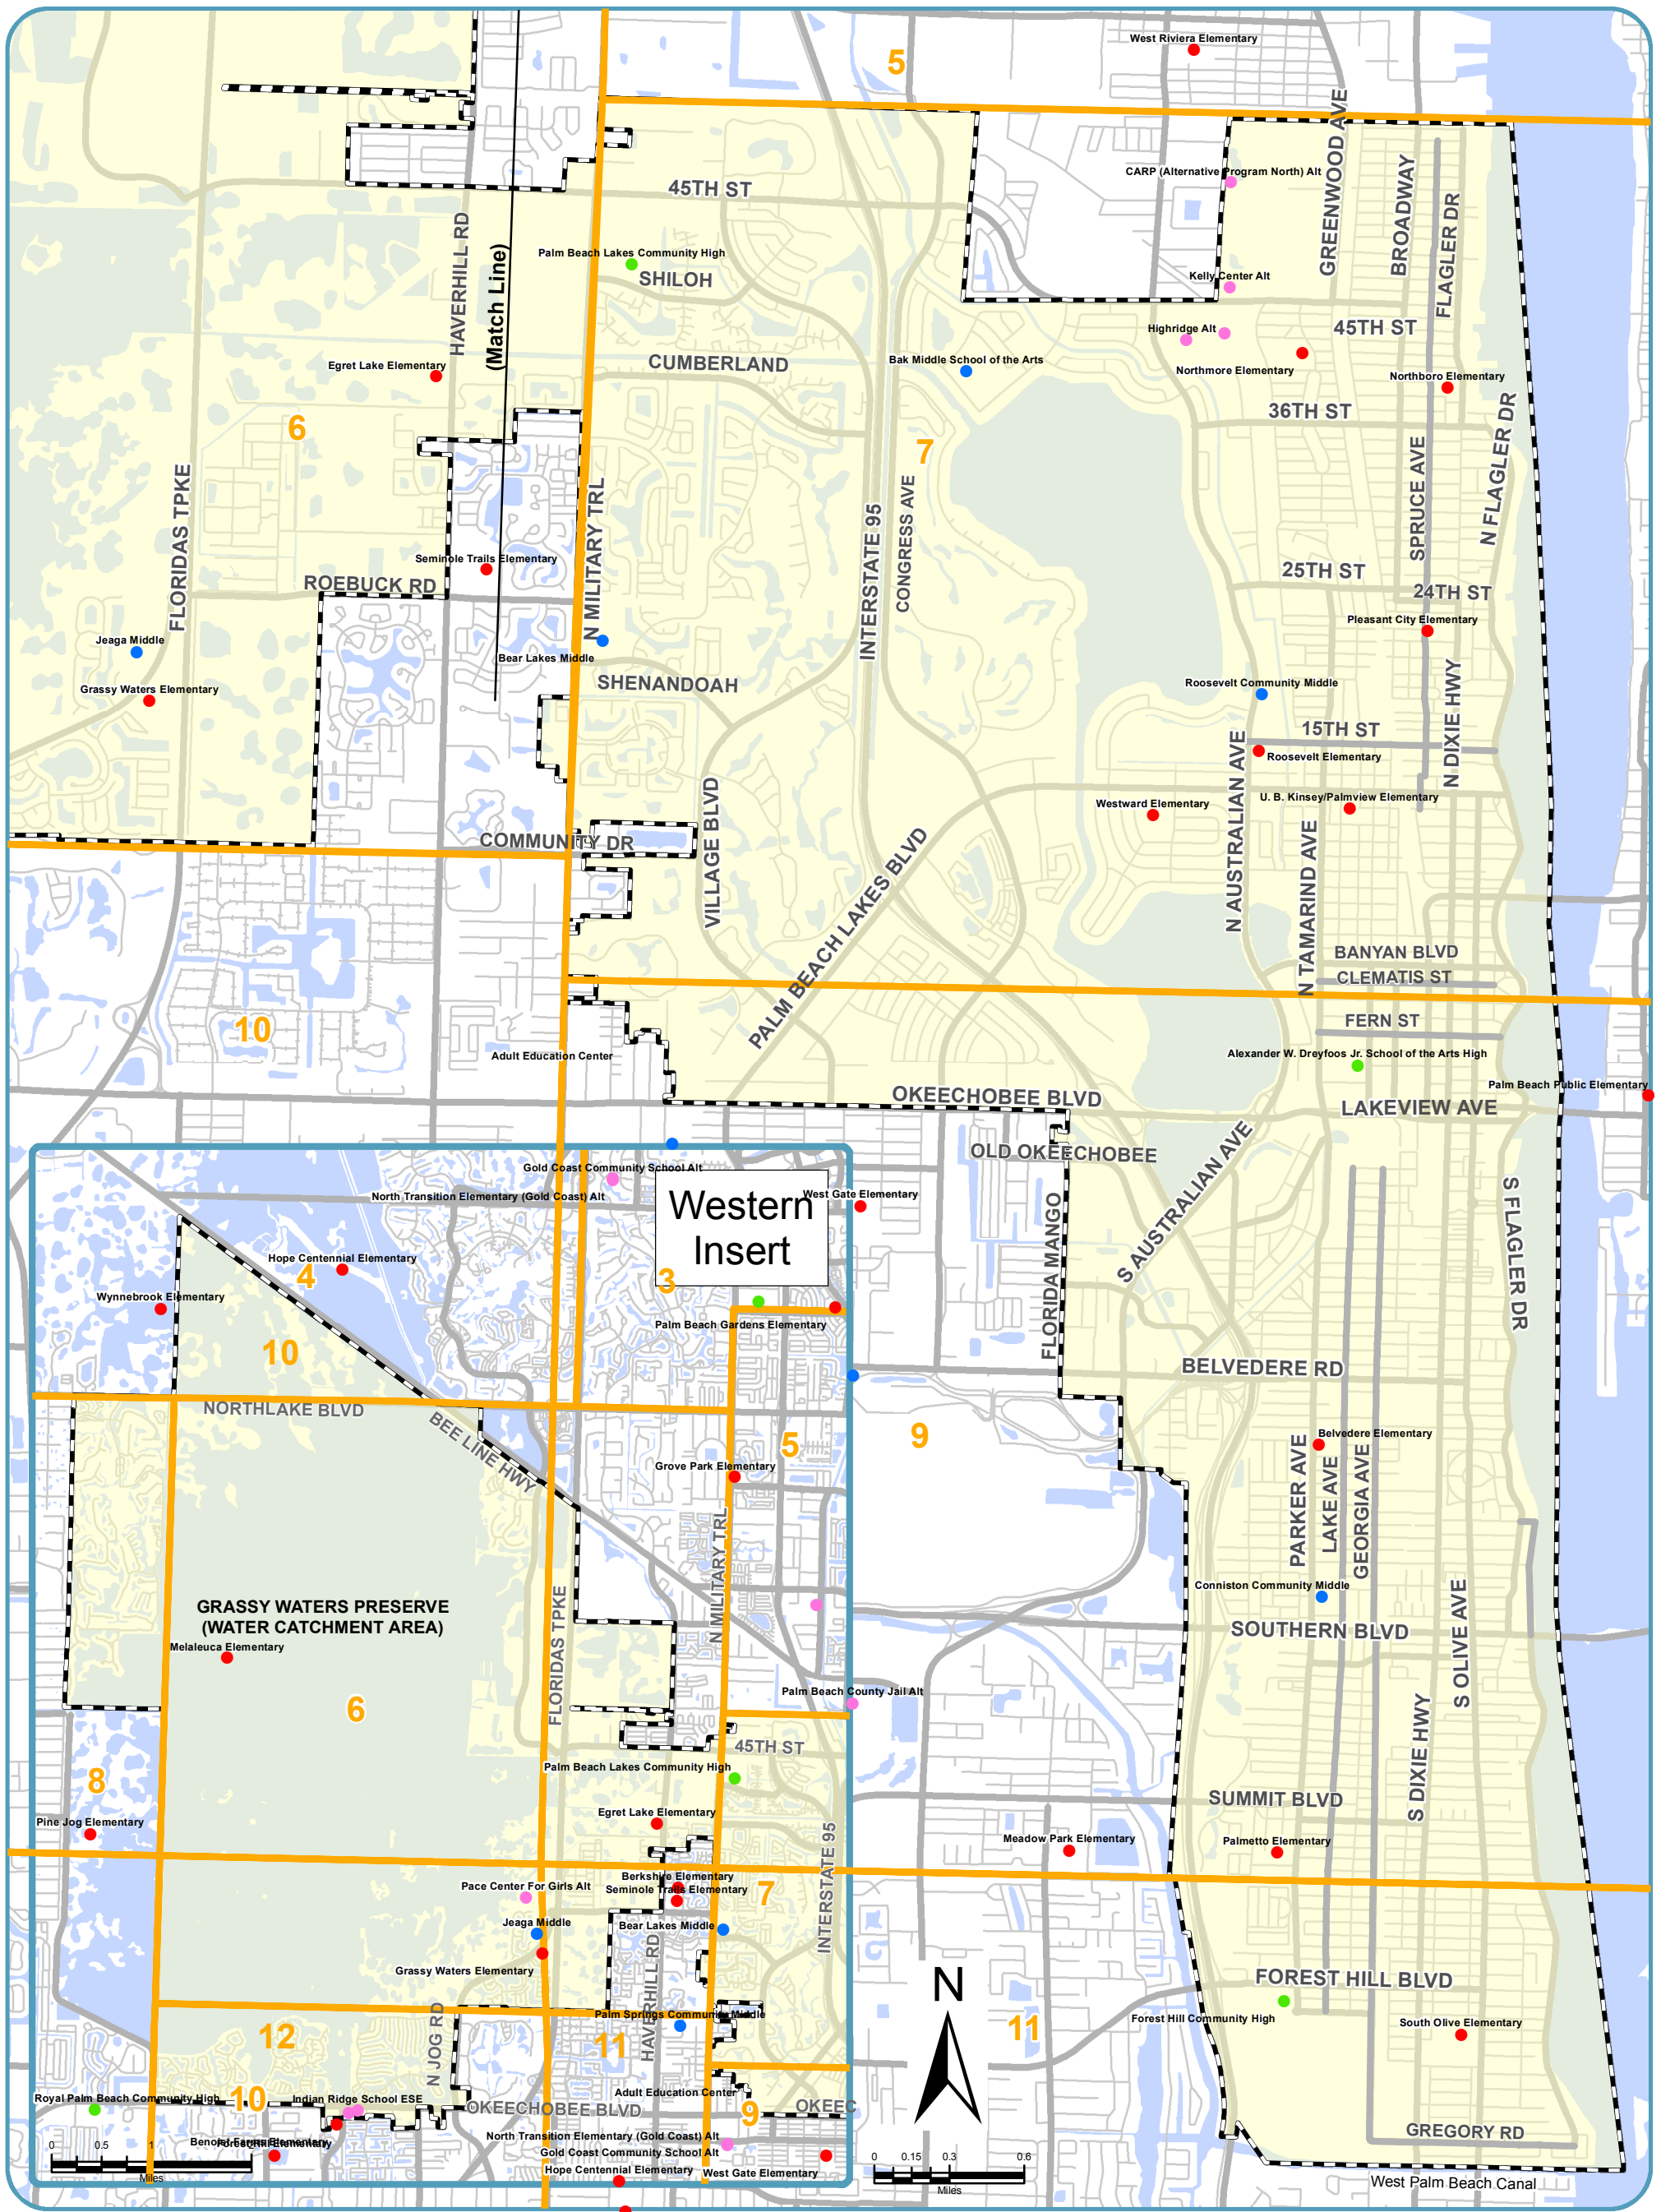 West Riviera Elementary
5
GREENWOOD AVE
BROADWAY
FLAGLER DR
CARP (Alternative Program North) Alt
45TH ST
HAVERHILL RD
(Match Line)
Palm Beach Lakes Community High
SHILOH
Kelly Center Alt
Highridge Alt
45TH ST
CUMBERLAND
Bak Middle School of the Arts
Egret Lake Elementary
Northmore Elementary
Northboro Elementary
36TH ST
6
7
FLORIDAS TPKE
N MILITARY TRL
INTERSTATE 95
CONGRESS AVE
SPRUCE AVE
N FLAGLER DR
Seminole Trails Elementary
ROEBUCK RD
25TH ST
24TH ST
Pleasant City Elementary
Jeaga Middle
Bear Lakes Middle
Grassy Waters Elementary
SHENANDOAH
Roosevelt Community Middle
N DIXIE HWY
15TH ST
Roosevelt Elementary
N AUSTRALIAN AVE
Westward Elementary
U. B. Kinsey/Palmview Elementary
COMMUNITY DR
VILLAGE BLVD
PALM BEACH LAKES BLVD
N TAMARIND AVE
BANYAN BLVD
CLEMATIS ST
10
FERN ST
Adult Education Center
Alexander W. Dreyfoos Jr. School of the Arts High
Palm Beach Public Elementary
OKEECHOBEE BLVD
LAKEVIEW AVE
OLD OKEECHOBEE
S AUSTRALIAN AVE
FLORIDA MANGO
S FLAGLER DR
Gold Coast Community School Alt
North Transition Elementary (Gold Coast) Alt
Western
Insert
West Gate Elementary
Hope Centennial Elementary
4
3
Wynnebrook Elementary
Palm Beach Gardens Elementary
10
BELVEDERE RD
NORTHLAKE BLVD
BEE LINE HWY
5
9
Belvedere Elementary
PARKER AVE
LAKE AVE
GEORGIA AVE
Grove Park Elementary
N MILITARY TRL
FLORIDAS TPKE
GRASSY WATERS PRESERVE
(WATER CATCHMENT AREA)
Melaleuca Elementary
Conniston Community Middle
SOUTHERN BLVD
S OLIVE AVE
S DIXIE HWY
Palm Beach County Jail Alt
6
45TH ST
Palm Beach Lakes Community High
8
Egret Lake Elementary
Pine Jog Elementary
INTERSTATE 95
SUMMIT BLVD
Meadow Park Elementary
Palmetto Elementary
Berkshire Elementary
Seminole Trails Elementary
Pace Center For Girls Alt
7
Jeaga Middle
Bear Lakes Middle
Grassy Waters Elementary
HAVERHILL RD
N JOG RD
Palm Springs Community Middle
12
11
N
11
FOREST HILL BLVD
Forest Hill Community High
South Olive Elementary
Royal Palm Beach Community High
10
Indian Ridge School ESE
Adult Education Center
OKEECHOBEE BLVD
9
OKEEC
North Transition Elementary (Gold Coast) Alt
Gold Coast Community School Alt
Hope Centennial Elementary
West Gate Elementary
GREGORY RD
0 0.5 1
Miles
0 0.15 0.3 0.6
Miles
West Palm Beach Canal